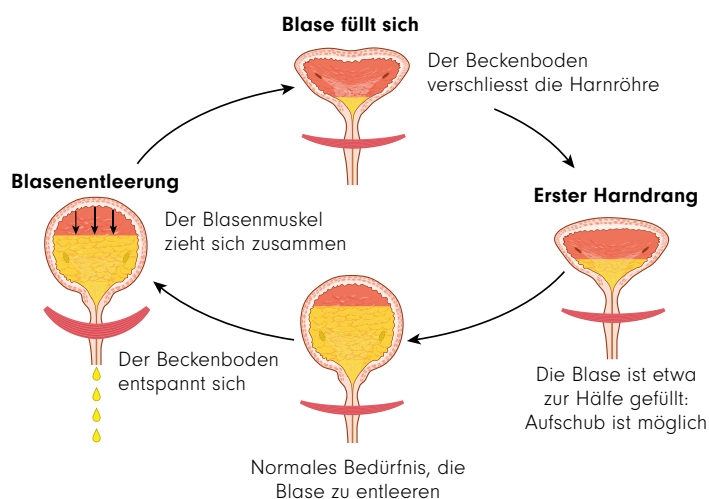 Blase füllt sich
Der Beckenboden
verschliesst die Harnröhre
Erster Harndrang
Die Blase ist etwa
zur Hälfe gefüllt:
Aufschub ist möglich
Normales Bedürfnis, die
Blase zu entleeren
Blasenentleerung
Der Blasenmuskel
zieht sich zusammen
Der Beckenboden
entspannt sich